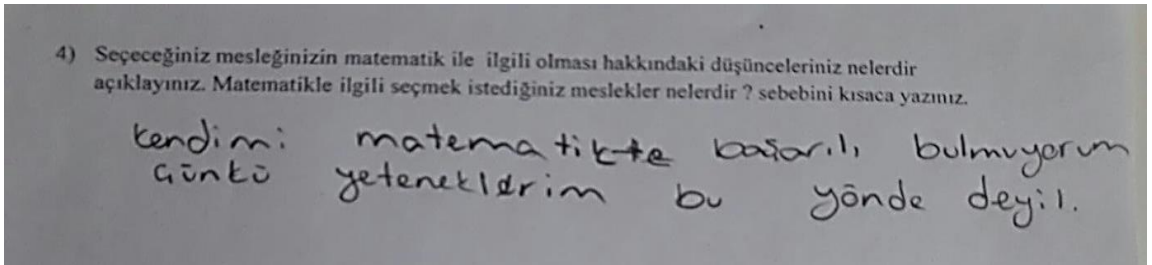 4) Seçeceğiniz mesleğinizin matematik ile ilgili olması hakkındaki düşünceleriniz nelerdir
açıklayınız. Matematikle ilgili seçmek istediğiniz meslekler nelerdir ? sebebini kısaca yazınız.
Kendimi matematikte başarılı bulmuyorum
Çünkü yeteneklerim bu yönde deyil.